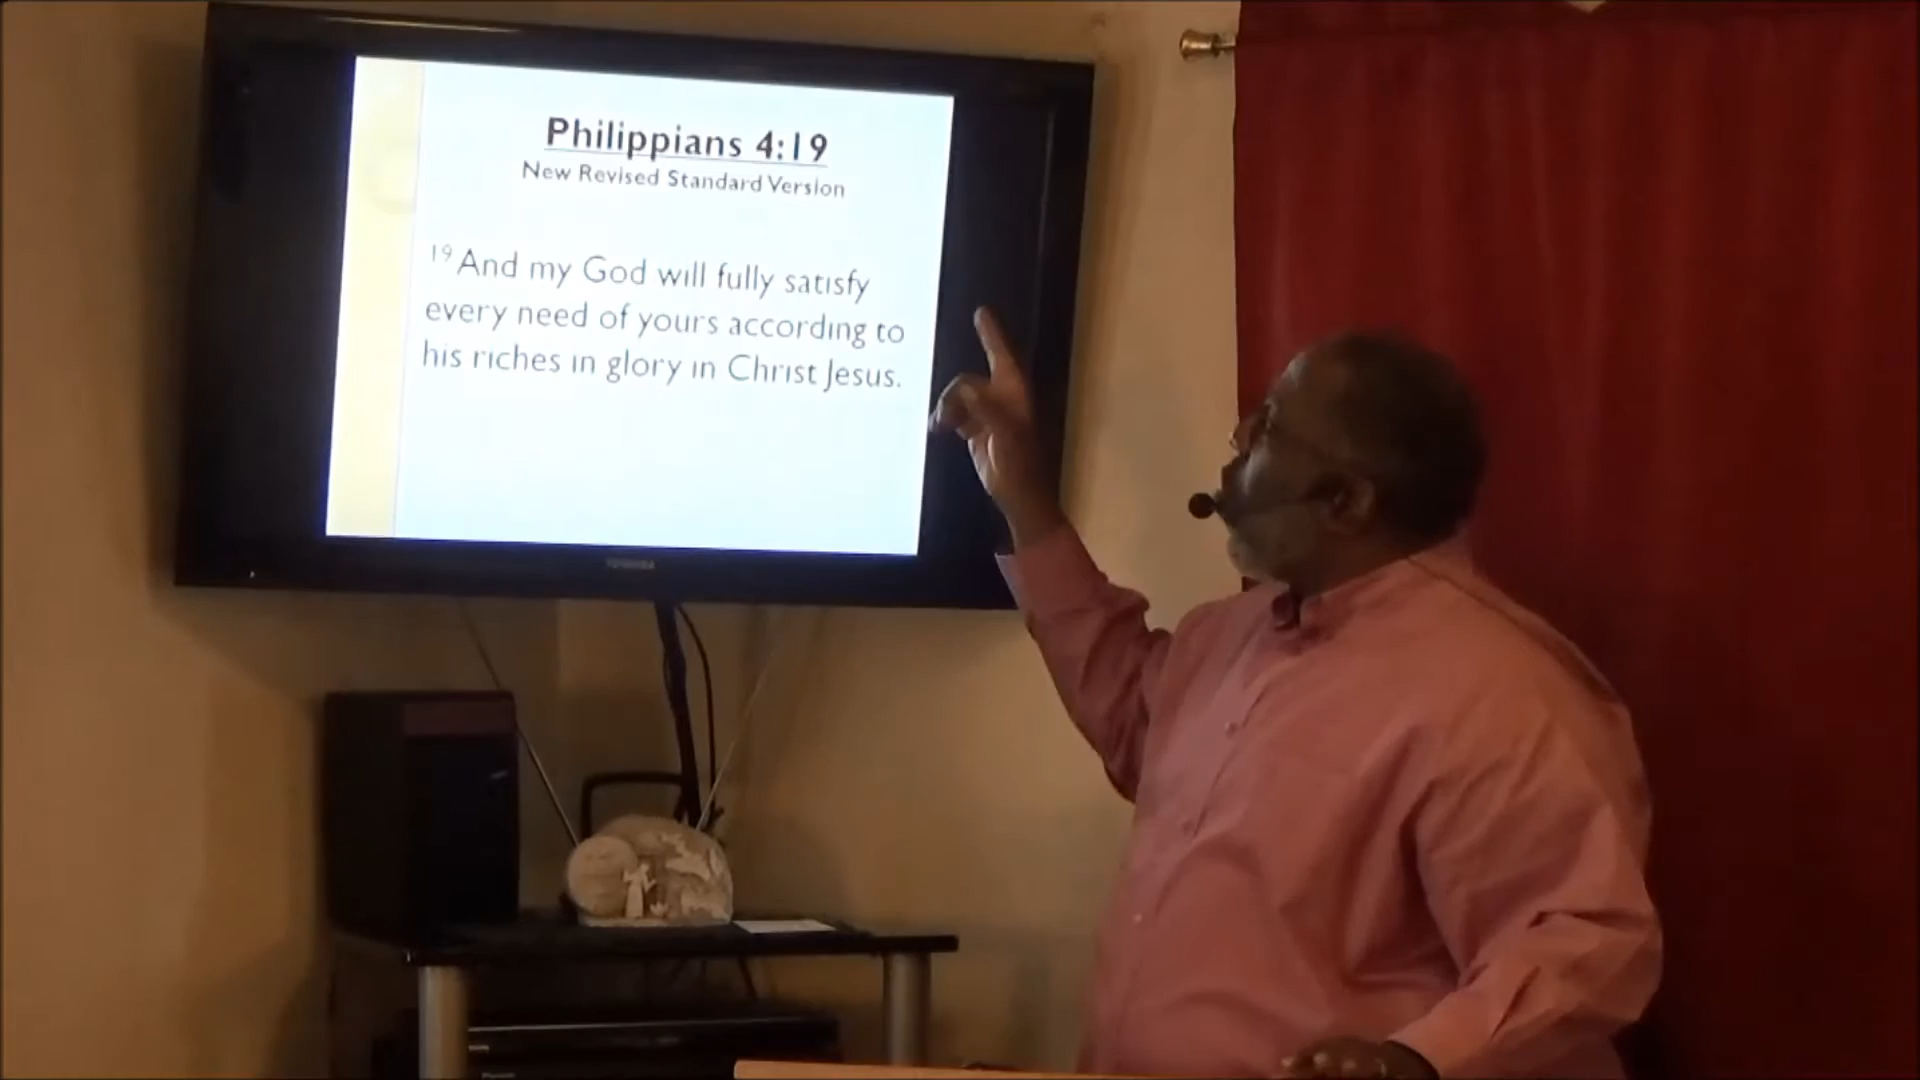 Philippians 4:19
New Revised Standard Version
19 And my God will fully satisfy
every need of yours according to
his riches in glory in Christ Jesus.
TOSHIBA